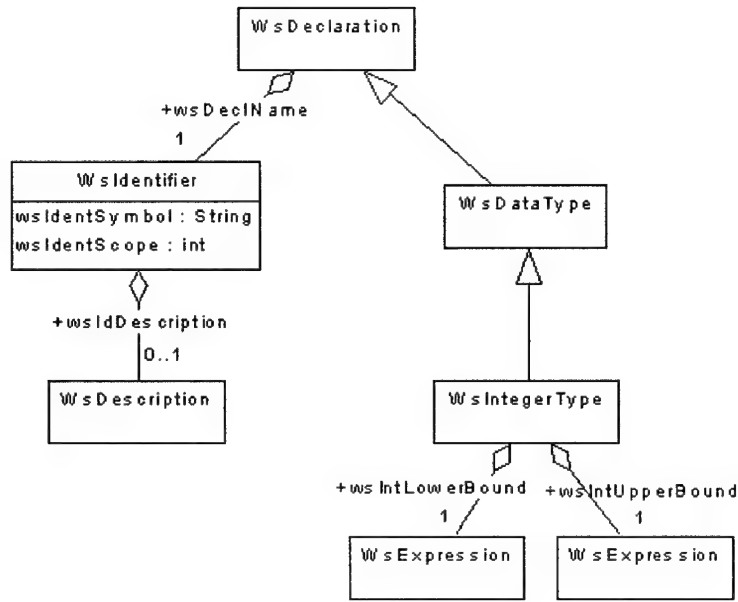 WsDeclaration
+wsDeclName
1
WsIdentifier
wsIdentSymbol : String
wsIdentScope : int
WsDataType
+wsIdDescription
0..1
WsDescription
WsIntegerType
+wsIntLowerBound
+wsIntUpperBound
1
1
WsExpression
WsExpression